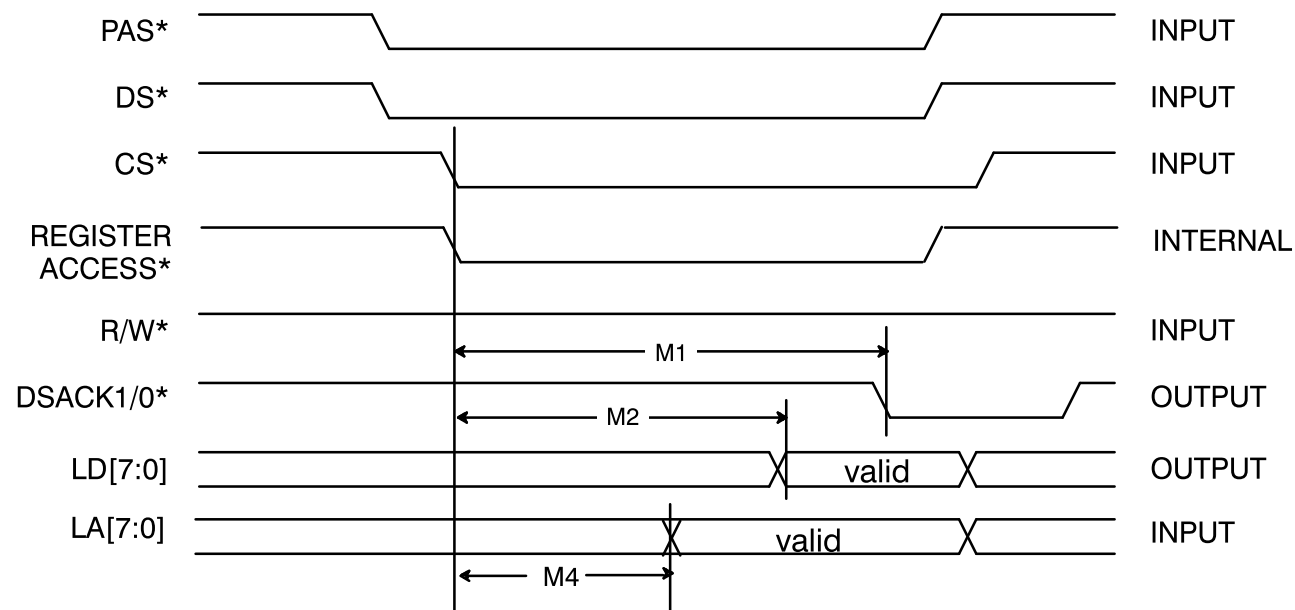 PAS* INPUT
DS* INPUT
CS* INPUT
REGISTER
ACCESS* INTERNAL
R/W* INPUT
M1
DSACK1/0* OUTPUT
M2
LD[7:0] valid OUTPUT
LA[7:0] valid INPUT
M4